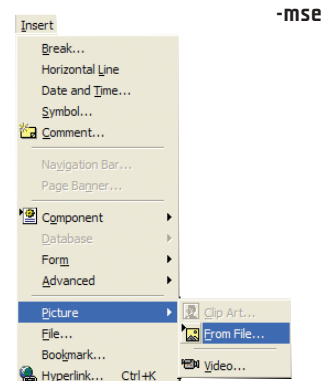 -mse
Insert
Break...
Horizontal Line
Date and Time...
Symbol...
Comment...
Navigation Bar...
Page Banner...
Component
Database
Form
Advanced
Picture
Clip Art...
File...
From File...
Bookmark...
Video...
Hyperlink... Ctrl+K